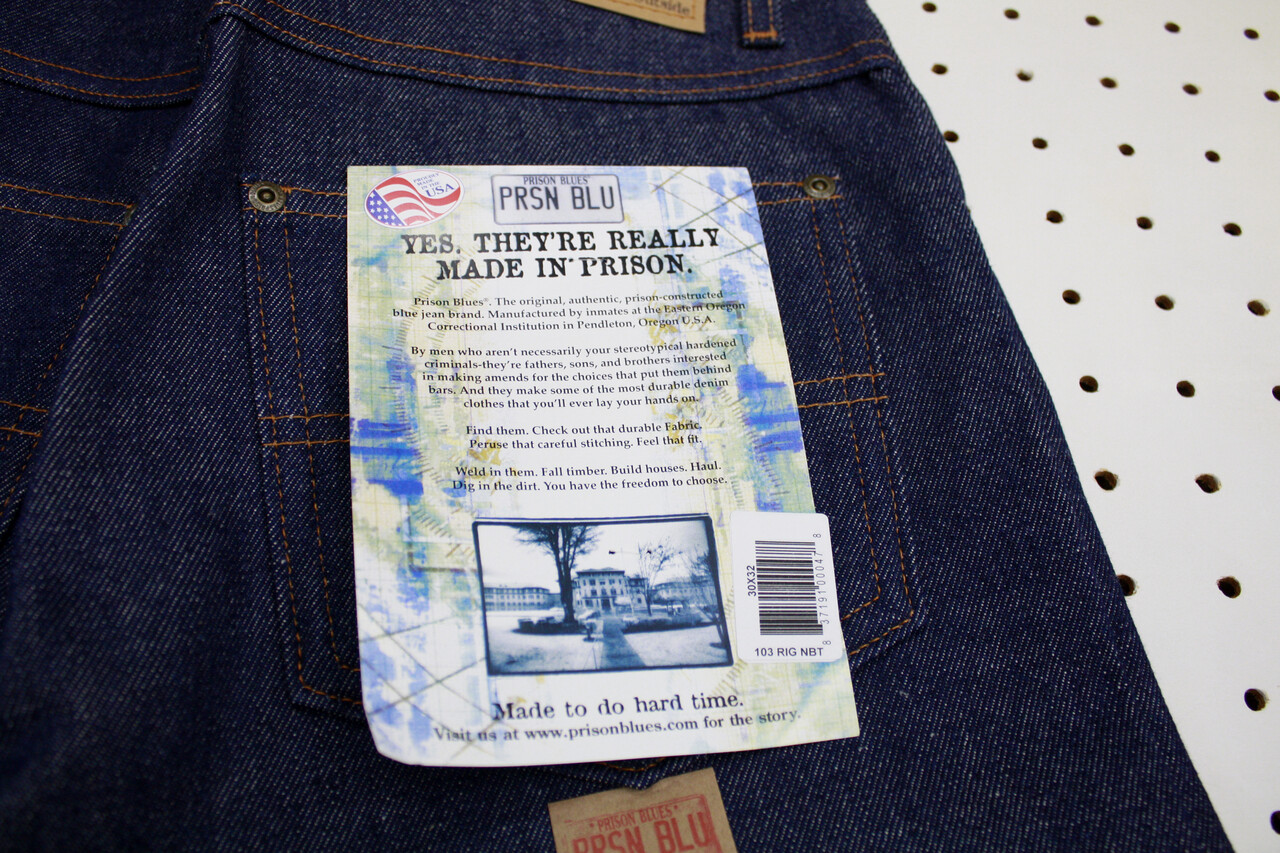 PROUDLY
MADE
IN THE
USA
PRISON BLUES
PRSN BLU
YES. THEY'RE REALLY
MADE IN PRISON.
Prison Blues®. The original, authentic, prison-constructed
blue jean brand. Manufactured by inmates at the Eastern Oregon
Correctional Institution in Pendleton, Oregon U.S.A.
By men who aren't necessarily your stereotypical hardened
criminals-they're fathers, sons, and brothers interested
in making amends for the choices that put them behind
bars. And they make some of the most durable denim
clothes that you'll ever lay your hands on.
Find them. Check out that durable Fabric.
Peruse that careful stitching. Feel that fit.
Weld in them. Fall timber. Build houses. Haul.
Dig in the dirt. You have the freedom to choose.
30X32
8 37191 00047 8
103 RIG NBT
Made to do hard time.
Visit us at www.prisonblues.com for the story.
PRISON BLUES
PRSN BLU